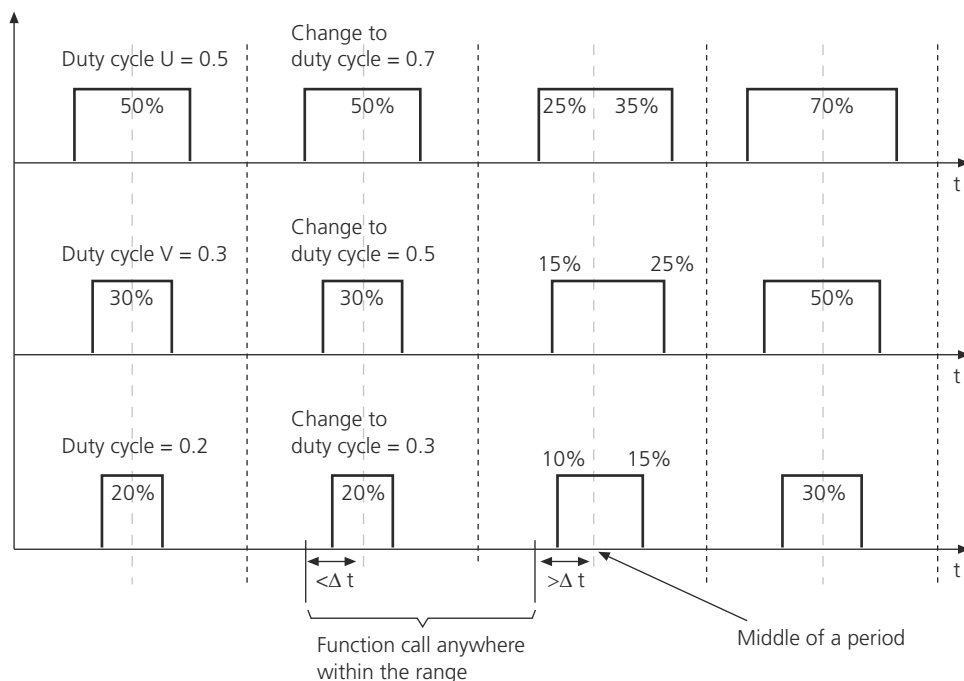 Duty cycle U = 0.5
Change to
duty cycle = 0.7
50%
50%
25%
35%
70%
t
Duty cycle V = 0.3
Change to
duty cycle = 0.5
30%
30%
15%
25%
50%
t
Duty cycle = 0.2
Change to
duty cycle = 0.3
20%
20%
10%
15%
30%
t
<Δ t
>Δ t
Function call anywhere
within the range
Middle of a period